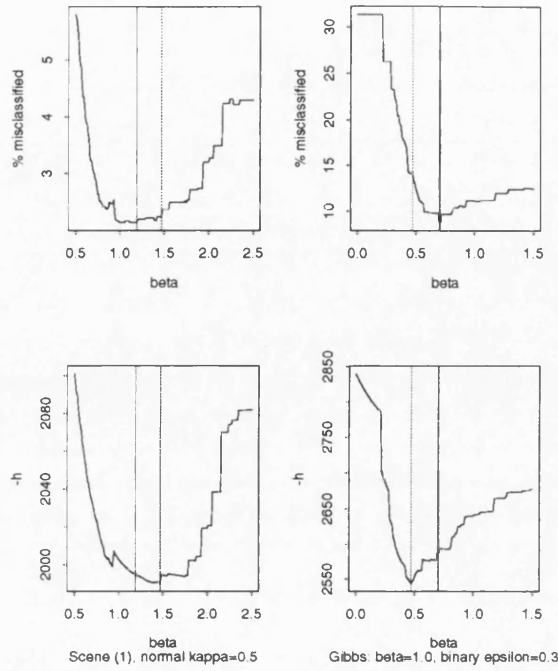 % misclassified
5
4
3
0.5 1.0 1.5 2.0 2.5
beta
% misclassified
30
25
20
15
10
0.0 0.5 1.0 1.5
beta
-h
2080
2040
2000
0.5 1.0 1.5 2.0 2.5
beta
Scene (1), normal kappa=0.5
-h
2850
2750
2650
2550
0.0 0.5 1.0 1.5
beta
Gibbs: beta=1.0, binary epsilon=0.3